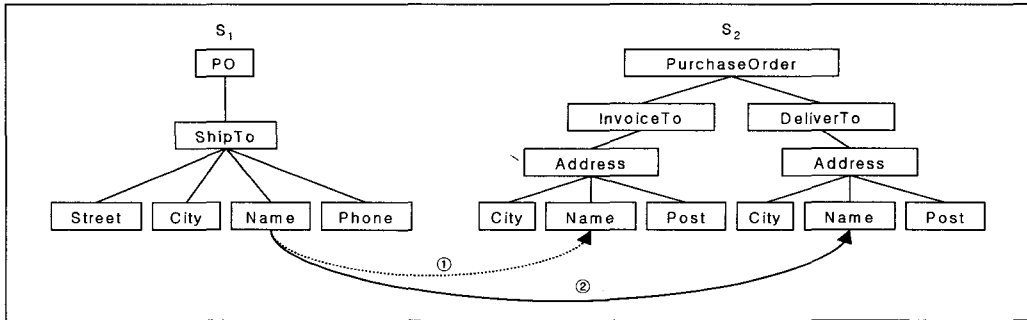 S1 S2
PO PurchaseOrder
InvoiceTo DeliverTo
ShipTo
Address Address
Street City Name Phone City Name Post City Name Post
①
②